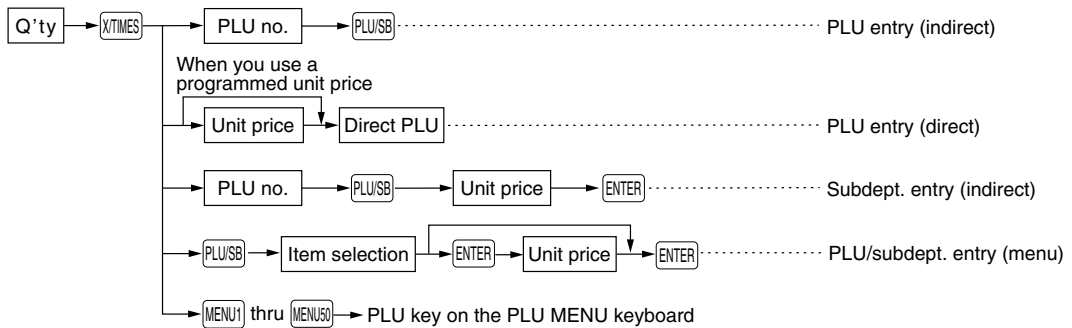 Q'ty X/TIMES PLU no. PLU/SB PLU entry (indirect)
When you use a
programmed unit price
Unit price Direct PLU PLU entry (direct)
PLU no. PLU/SB Unit price ENTER Subdept. entry (indirect)
PLU/SB Item selection ENTER Unit price ENTER PLU/subdept. entry (menu)
MENU1 thru MENU50 PLU key on the PLU MENU keyboard